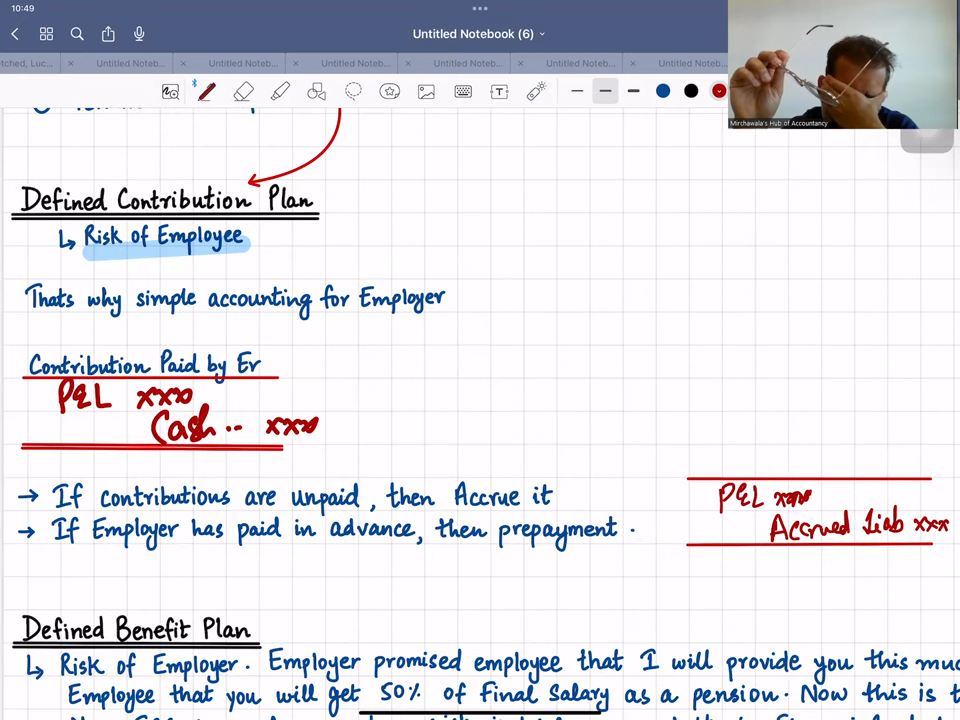 10:49
Untitled Notebook (6)
etched, Luc...
Untitled Noteb...
Untitled Noteb...
Untitled Noteb...
Untitled Noteb...
Untitled Noteb...
Untitled Noteb...
Mirchawala's Hub of Accountancy
Defined Contribution Plan
↳ Risk of Employee
Thats why simple accounting for Employer
Contribution Paid by Er
P&L xxx
Cash .. xxx
→ If contributions are unpaid, then Accrue it
→ If Employer has paid in advance, then prepayment .
P&L xxx
Accrued Liab xxx
Defined Benefit Plan
↳ Risk of Employer. Employer promised employee that I will provide you this muc
Employee that you will get 50% of Final Salary as a pension. Now this is t